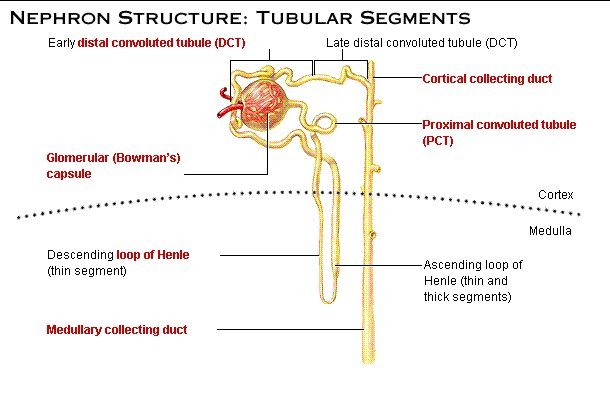 NEPHRON STRUCTURE: TUBULAR SEGMENTS
Early distal convoluted tubule (DCT)
Late distal convoluted tubule (DCT)
Cortical collecting duct
Proximal convoluted tubule
(PCT)
Glomerular (Bowman's)
capsule
Cortex
Medulla
Descending loop of Henle
(thin segment)
Ascending loop of
Henle (thin and
thick segments)
Medullary collecting duct